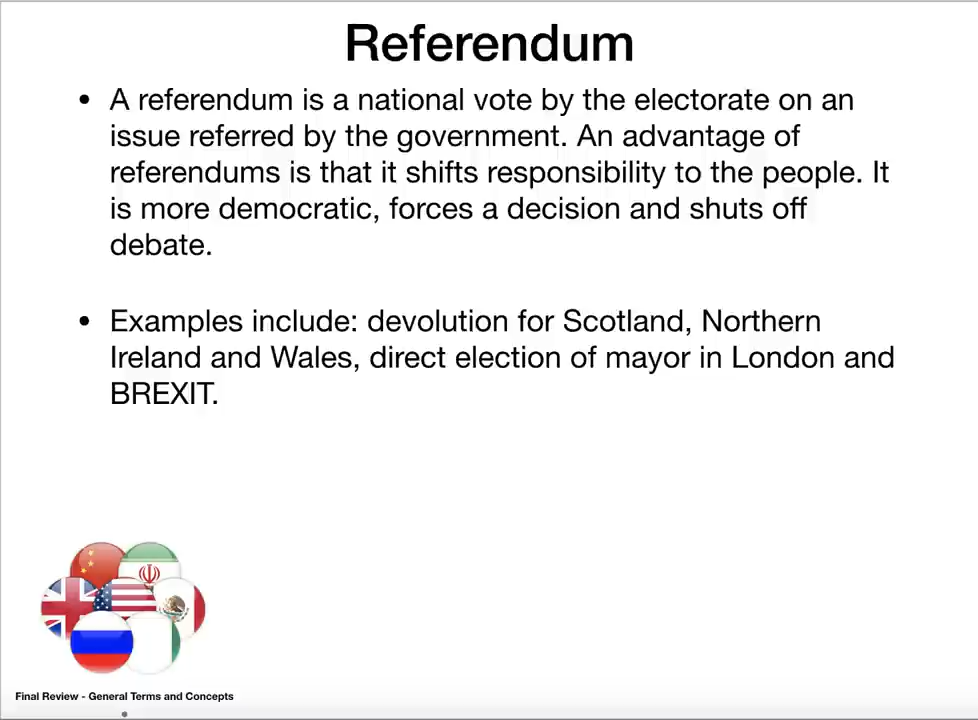 Referendum
• A referendum is a national vote by the electorate on an
issue referred by the government. An advantage of
referendums is that it shifts responsibility to the people. It
is more democratic, forces a decision and shuts off
debate.
• Examples include: devolution for Scotland, Northern
Ireland and Wales, direct election of mayor in London and
BREXIT.
Final Review - General Terms and Concepts